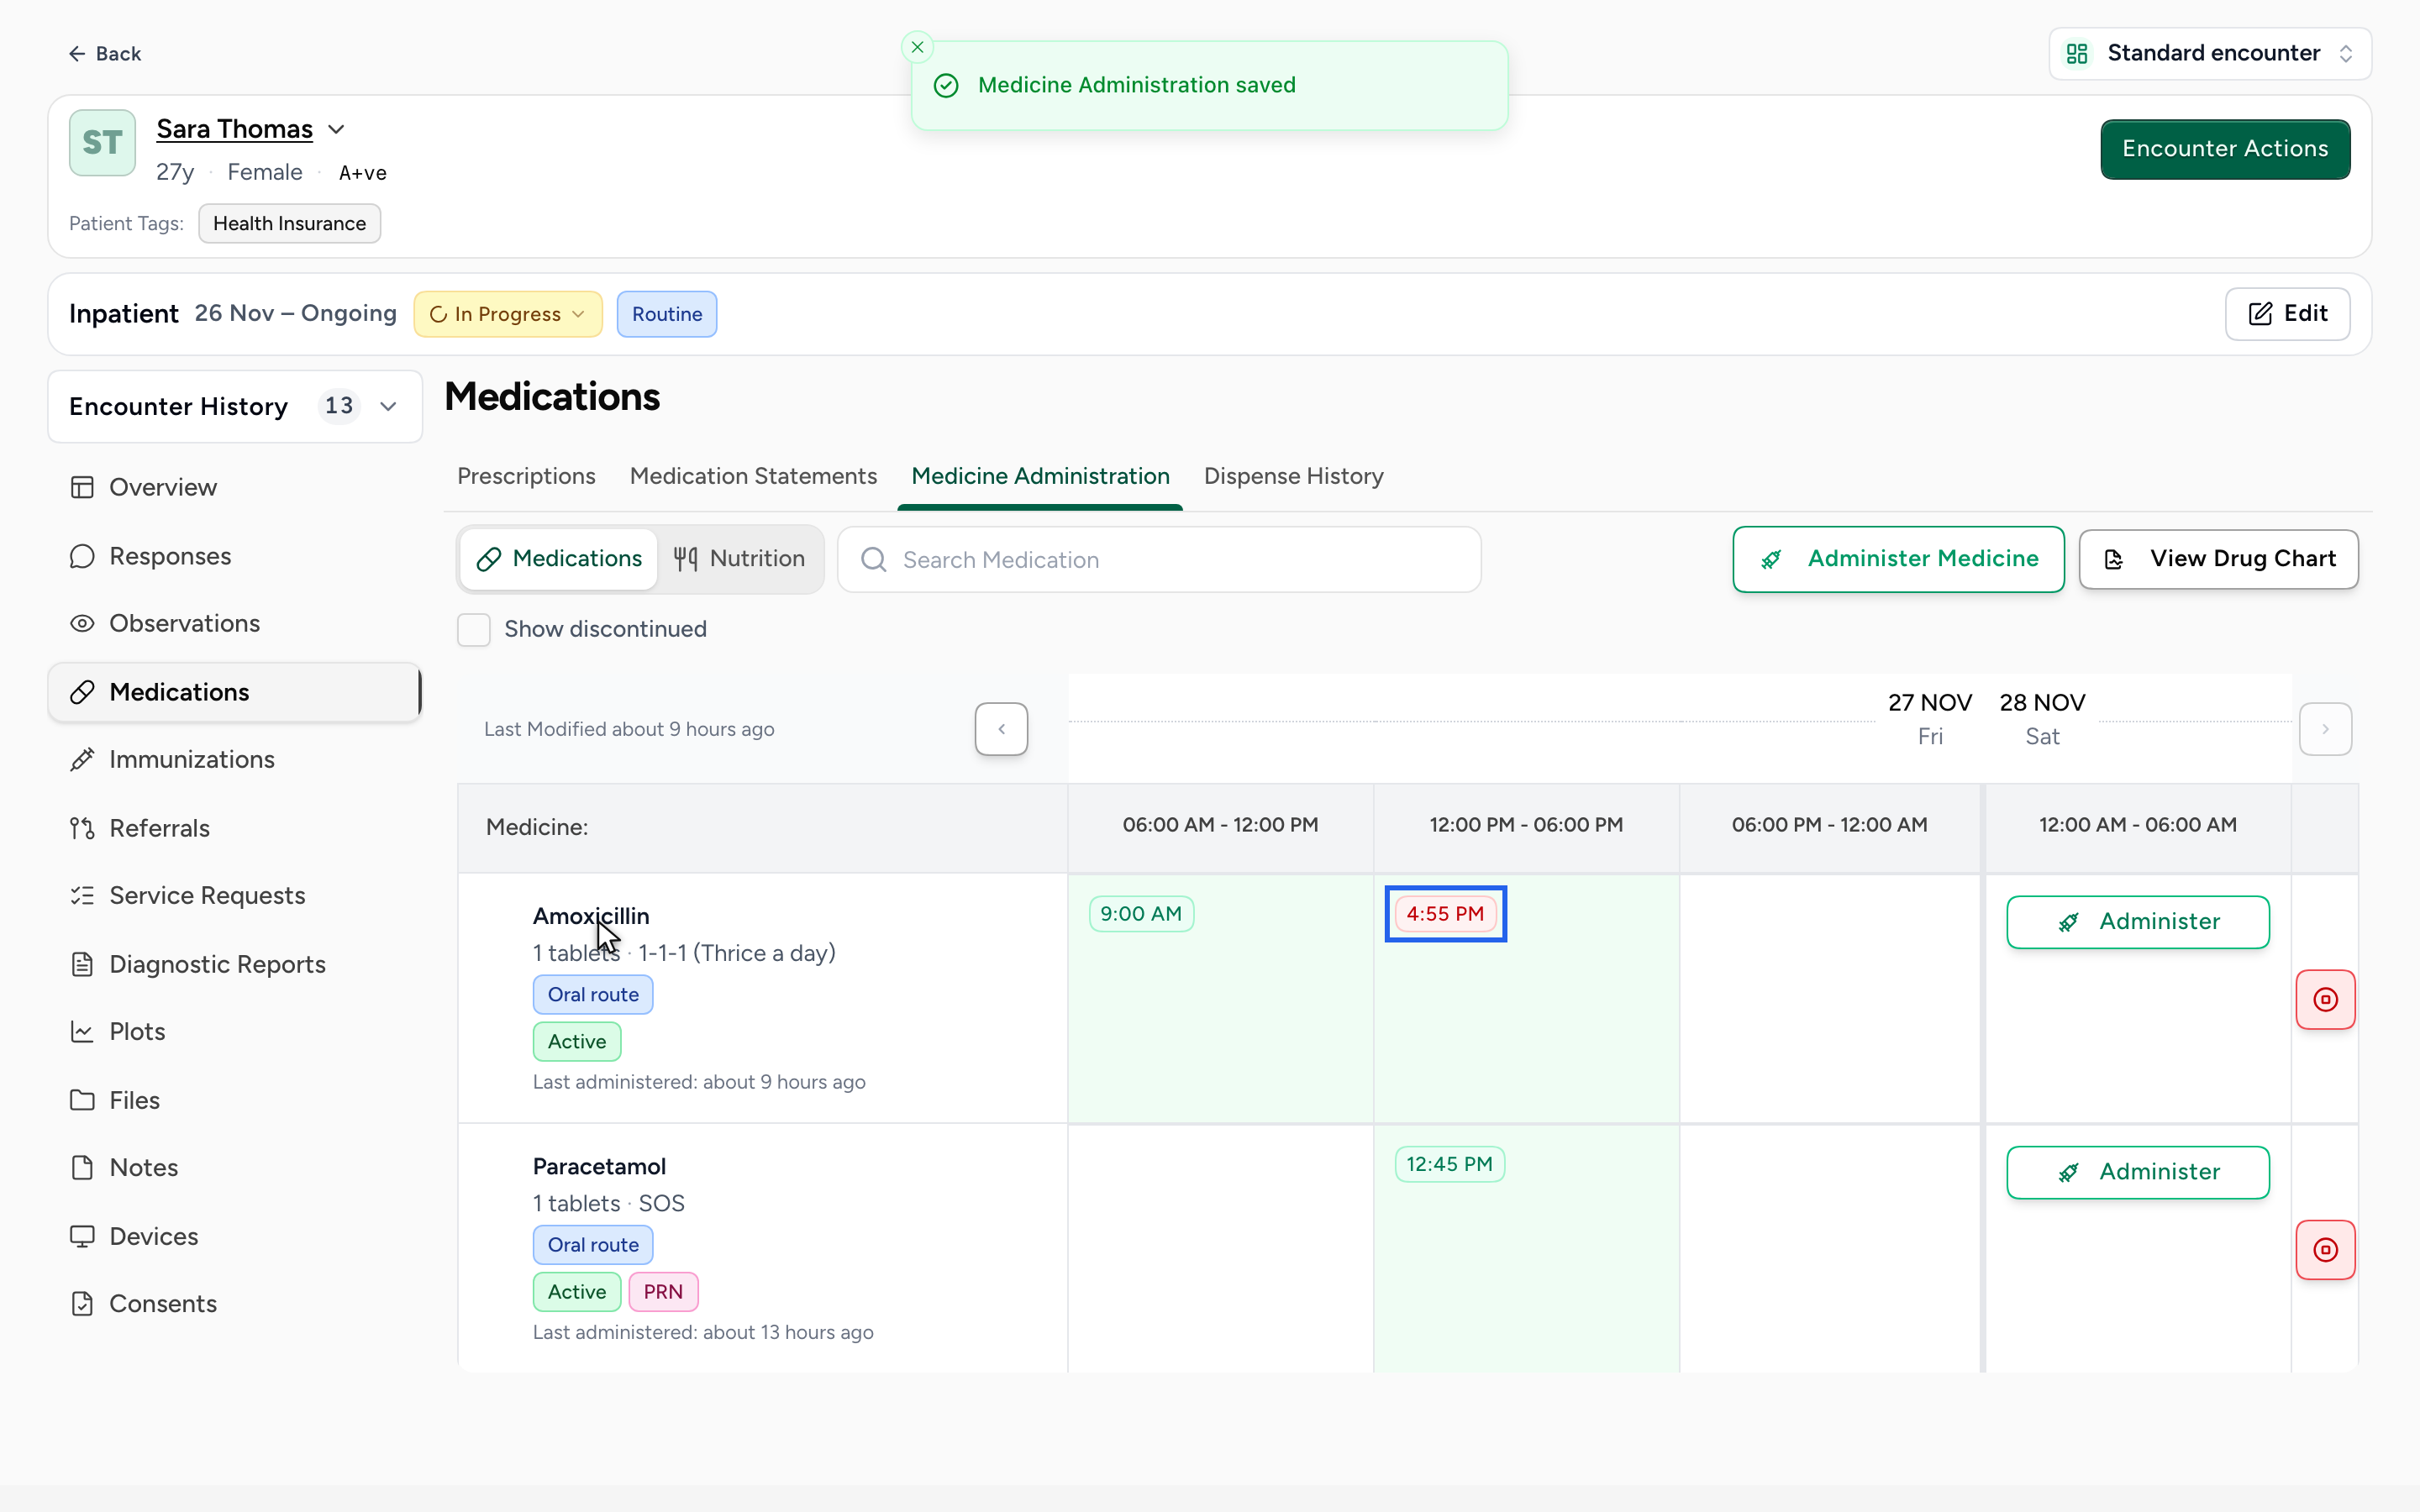 Back
Medicine Administration saved
Standard encounter
ST
Sara Thomas
27y · Female · A+ve
Encounter Actions
Patient Tags: Health Insurance
Inpatient 26 Nov – Ongoing In Progress Routine
Edit
Encounter History 13
Overview
Responses
Observations
Medications
Immunizations
Referrals
Service Requests
Diagnostic Reports
Plots
Files
Notes
Devices
Consents
Medications
Prescriptions Medication Statements Medicine Administration Dispense History
Medications Nutrition Search Medication Administer Medicine View Drug Chart
Show discontinued
Last Modified about 9 hours ago
27 NOV 28 NOV
Fri Sat
Medicine: 06:00 AM - 12:00 PM 12:00 PM - 06:00 PM 06:00 PM - 12:00 AM 12:00 AM - 06:00 AM
Amoxicillin
1 tablets · 1-1-1 (Thrice a day)
Oral route
Active
Last administered: about 9 hours ago
9:00 AM 4:55 PM Administer
Paracetamol
1 tablets · SOS
Oral route
Active PRN
Last administered: about 13 hours ago
12:45 PM Administer